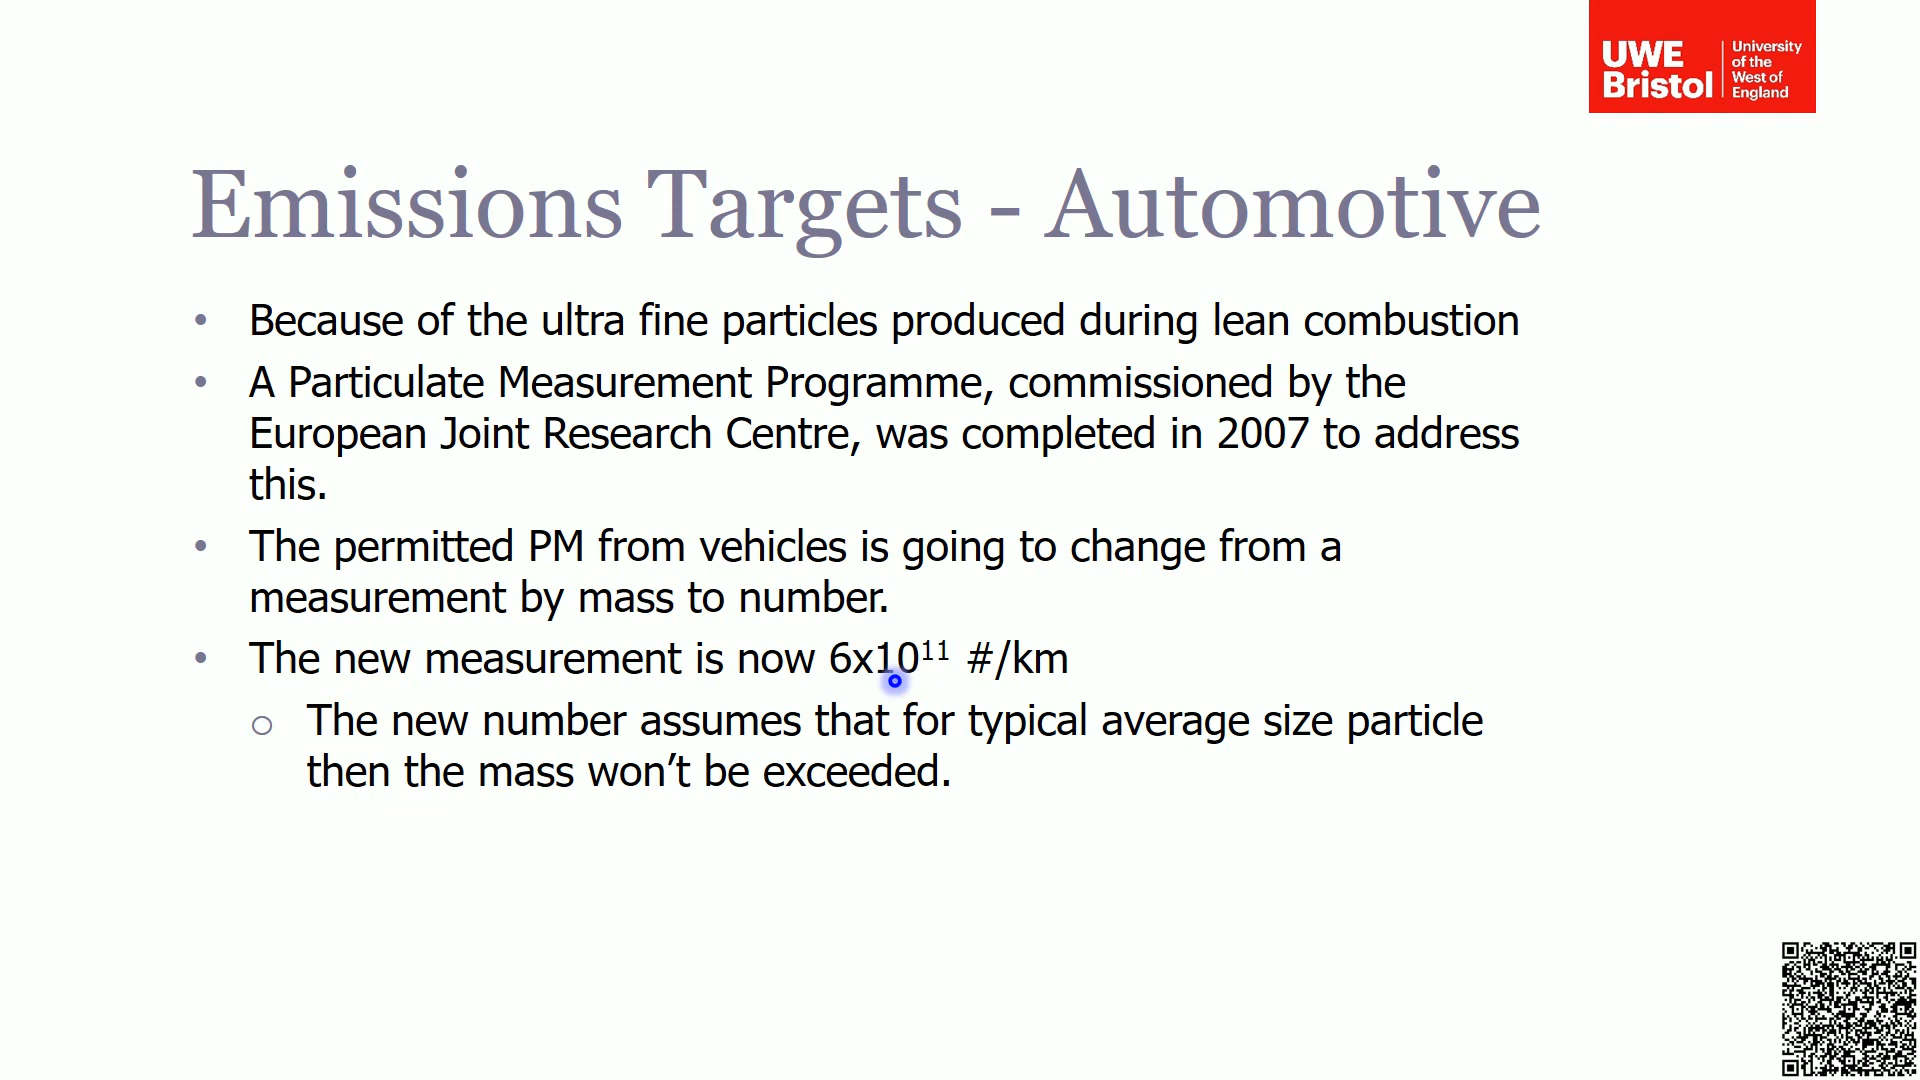 UWE
Bristol
University
of the
West of
England
Emissions Targets - Automotive
• Because of the ultra fine particles produced during lean combustion
• A Particulate Measurement Programme, commissioned by the
European Joint Research Centre, was completed in 2007 to address
this.
• The permitted PM from vehicles is going to change from a
measurement by mass to number.
• The new measurement is now 6x10¹¹ #/km
o The new number assumes that for typical average size particle
then the mass won’t be exceeded.